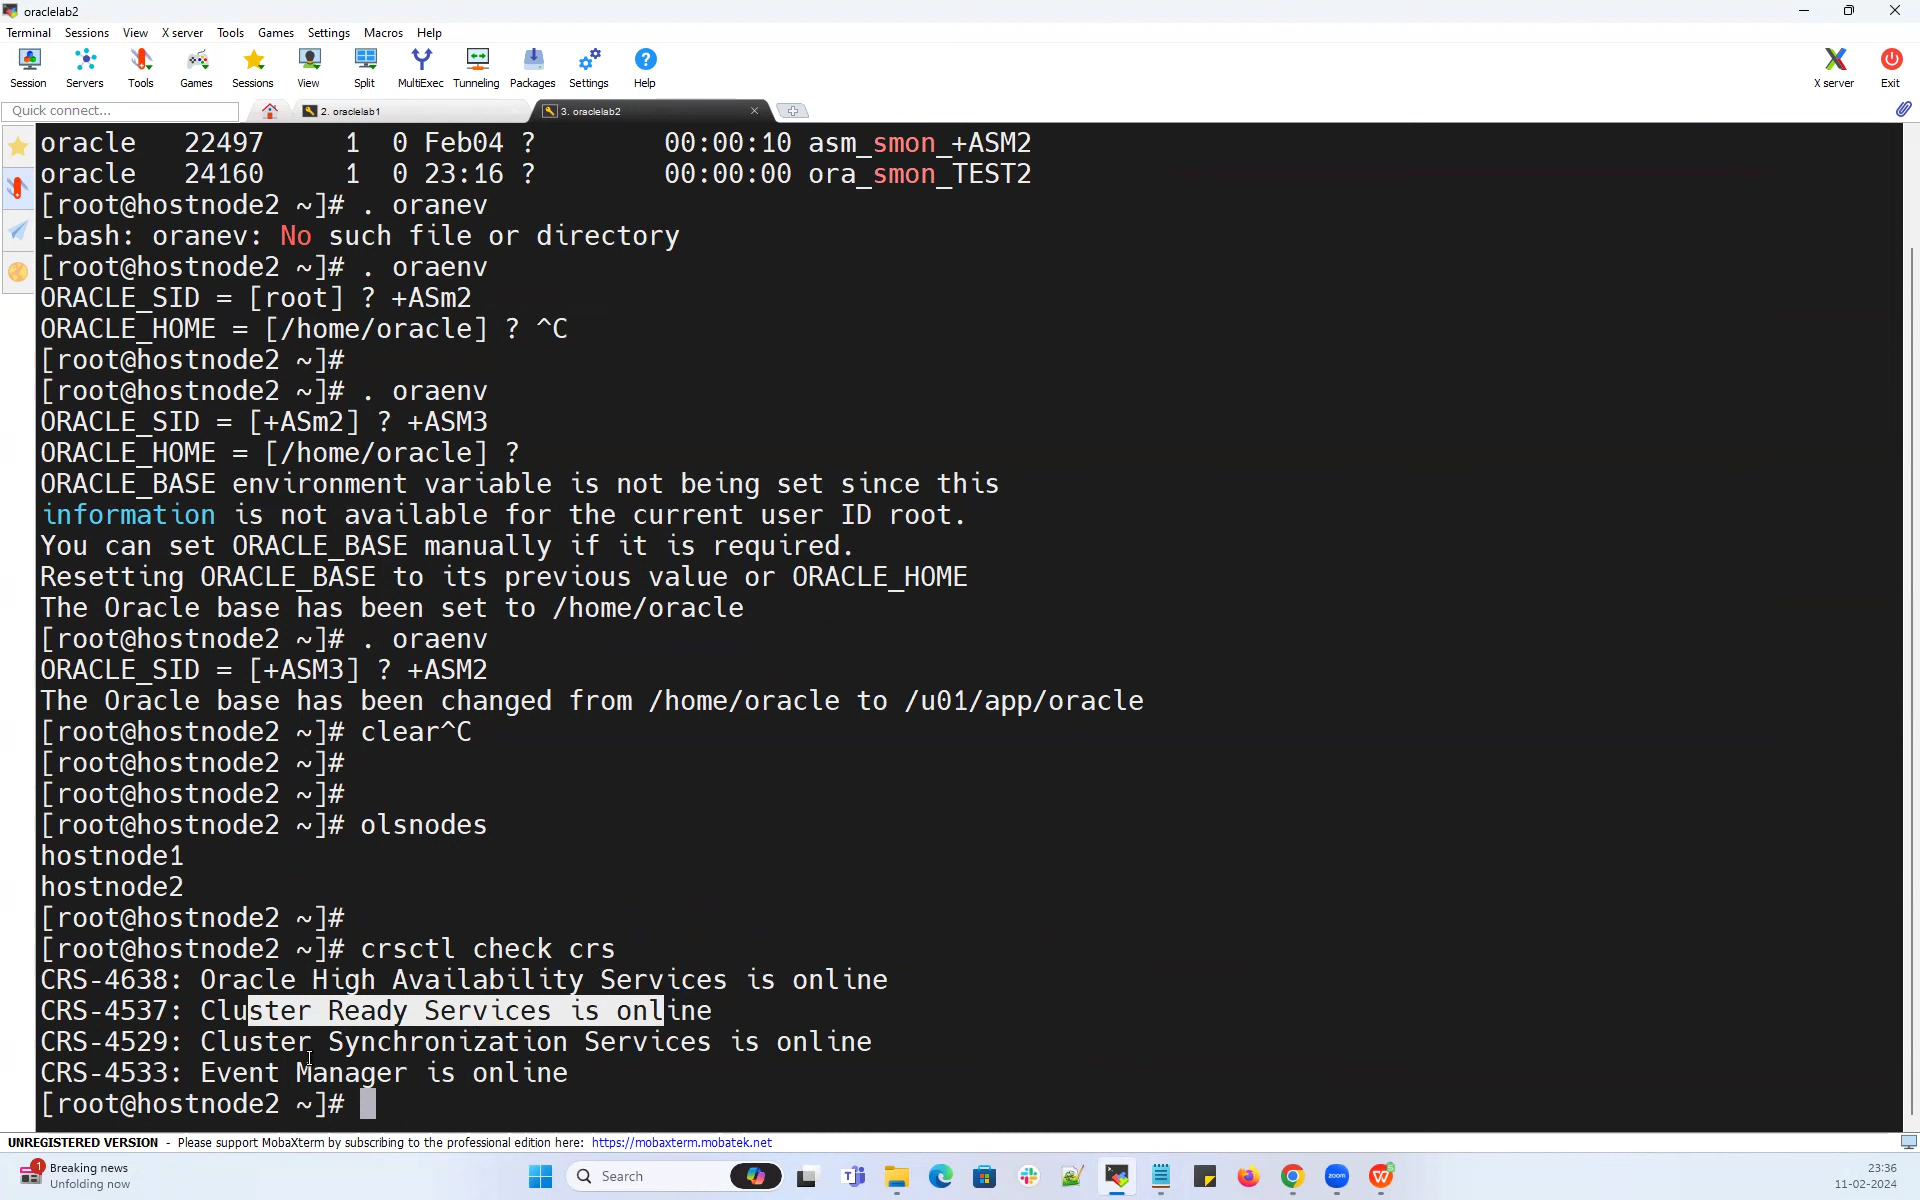 oraclelab2
Terminal Sessions View X server Tools Games Settings Macros Help
Session Servers Tools Games Sessions View Split MultiExec Tunneling Packages Settings Help X server Exit
Quick connect... 2. oraclelab1 3. oraclelab2
oracle 22497 1 0 Feb04 ? 00:00:10 asm_smon_+ASM2
oracle 24160 1 0 23:16 ? 00:00:00 ora_smon_TEST2
[root@hostnode2 ~]# . oranev
-bash: oranev: No such file or directory
[root@hostnode2 ~]# . oraenv
ORACLE_SID = [root] ? +ASm2
ORACLE_HOME = [/home/oracle] ? ^C
[root@hostnode2 ~]#
[root@hostnode2 ~]# . oraenv
ORACLE_SID = [+ASm2] ? +ASM3
ORACLE_HOME = [/home/oracle] ?
ORACLE_BASE environment variable is not being set since this
information is not available for the current user ID root.
You can set ORACLE_BASE manually if it is required.
Resetting ORACLE_BASE to its previous value or ORACLE_HOME
The Oracle base has been set to /home/oracle
[root@hostnode2 ~]# . oraenv
ORACLE_SID = [+ASM3] ? +ASM2
The Oracle base has been changed from /home/oracle to /u01/app/oracle
[root@hostnode2 ~]# clear^C
[root@hostnode2 ~]#
[root@hostnode2 ~]#
[root@hostnode2 ~]# olsnodes
hostnode1
hostnode2
[root@hostnode2 ~]#
[root@hostnode2 ~]# crsctl check crs
CRS-4638: Oracle High Availability Services is online
CRS-4537: Cluster Ready Services is online
CRS-4529: Cluster Synchronization Services is online
CRS-4533: Event Manager is online
[root@hostnode2 ~]#
UNREGISTERED VERSION - Please support MobaXterm by subscribing to the professional edition here: https://mobaxterm.mobatek.net
1 Breaking news
Unfolding now
Search
zoom
23:36
11-02-2024